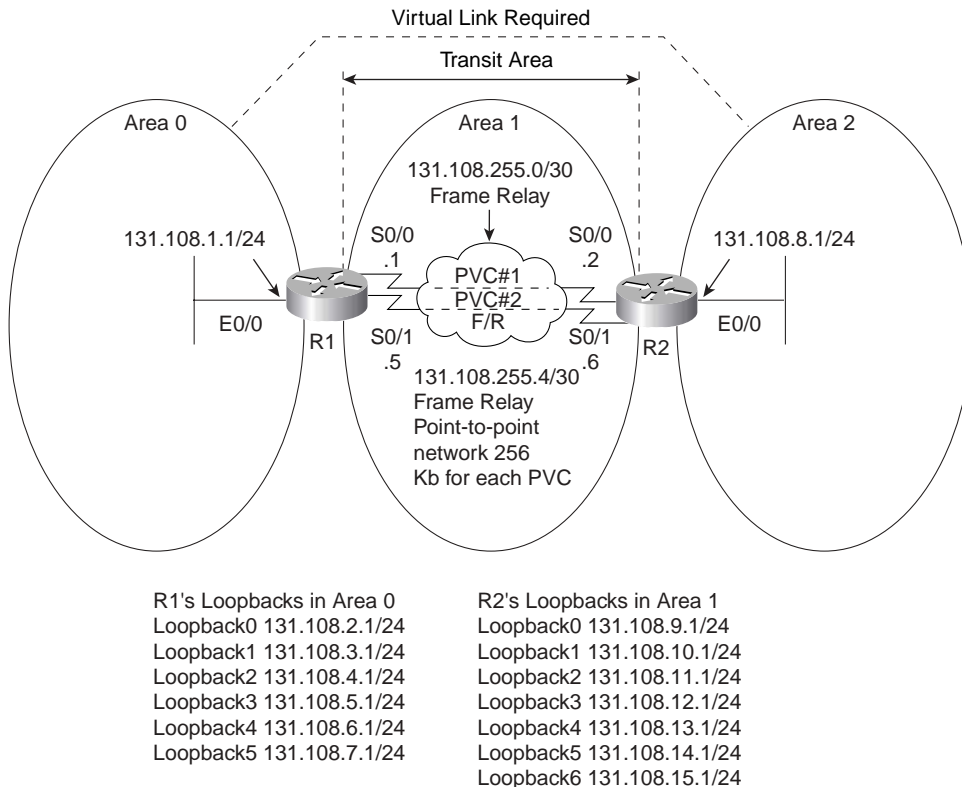 Virtual Link Required
Transit Area
Area 0
Area 1
Area 2
131.108.255.0/30
Frame Relay
131.108.1.1/24
S0/0
.1
S0/0
.2
131.108.8.1/24
PVC#1
PVC#2
F/R
E0/0
R1
S0/1
.5
S0/1
.6
R2
E0/0
131.108.255.4/30
Frame Relay
Point-to-point
network 256
Kb for each PVC
R1's Loopbacks in Area 0
Loopback0 131.108.2.1/24
Loopback1 131.108.3.1/24
Loopback2 131.108.4.1/24
Loopback3 131.108.5.1/24
Loopback4 131.108.6.1/24
Loopback5 131.108.7.1/24
R2's Loopbacks in Area 1
Loopback0 131.108.9.1/24
Loopback1 131.108.10.1/24
Loopback2 131.108.11.1/24
Loopback3 131.108.12.1/24
Loopback4 131.108.13.1/24
Loopback5 131.108.14.1/24
Loopback6 131.108.15.1/24